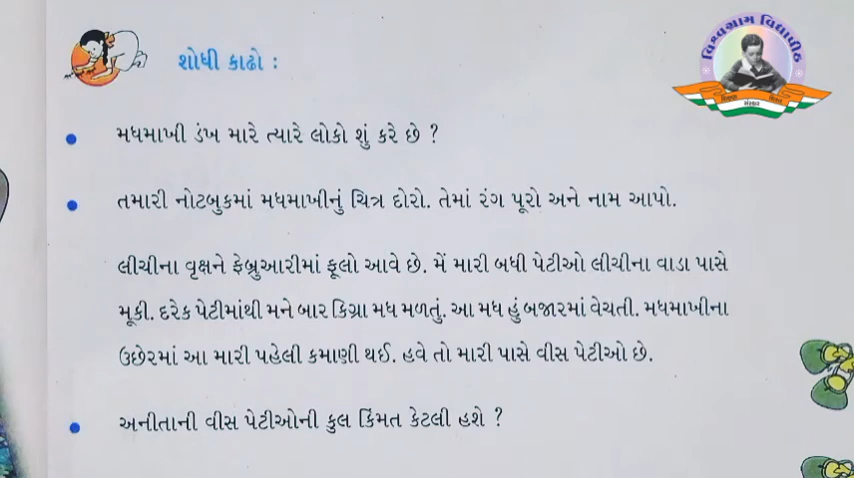 વિશ્વગ્રામ વિદ્યાપીઠ
શોધી કાઢો :
મધમાખી ડંખ મારે ત્યારે લોકો શું કરે છે ?
તમારી નોટબુકમાં મધમાખીનું ચિત્ર દોરો. તેમાં રંગ પૂરો અને નામ આપો.
લીચીના વૃક્ષને ફેબ્રુઆરીમાં ફૂલો આવે છે. મેં મારી બધી પેટીઓ લીચીના વાડા પાસે
મૂકી. દરેક પેટીમાંથી મને બાર કિગ્રા મધ મળતું. આ મધ હું બજારમાં વેચતી. મધમાખીના
ઉછેરમાં આ મારી પહેલી કમાણી થઈ. હવે તો મારી પાસે વીસ પેટીઓ છે.
અનીતાની વીસ પેટીઓની કુલ કિંમત કેટલી હશે ?